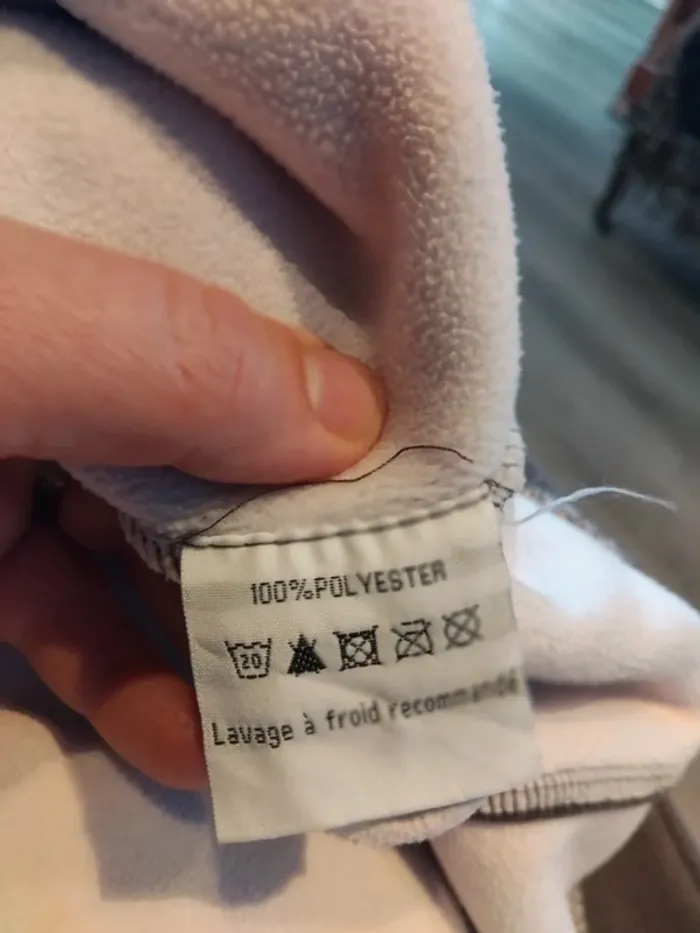 100%POLYESTER
20
Lavage à froid recommandé